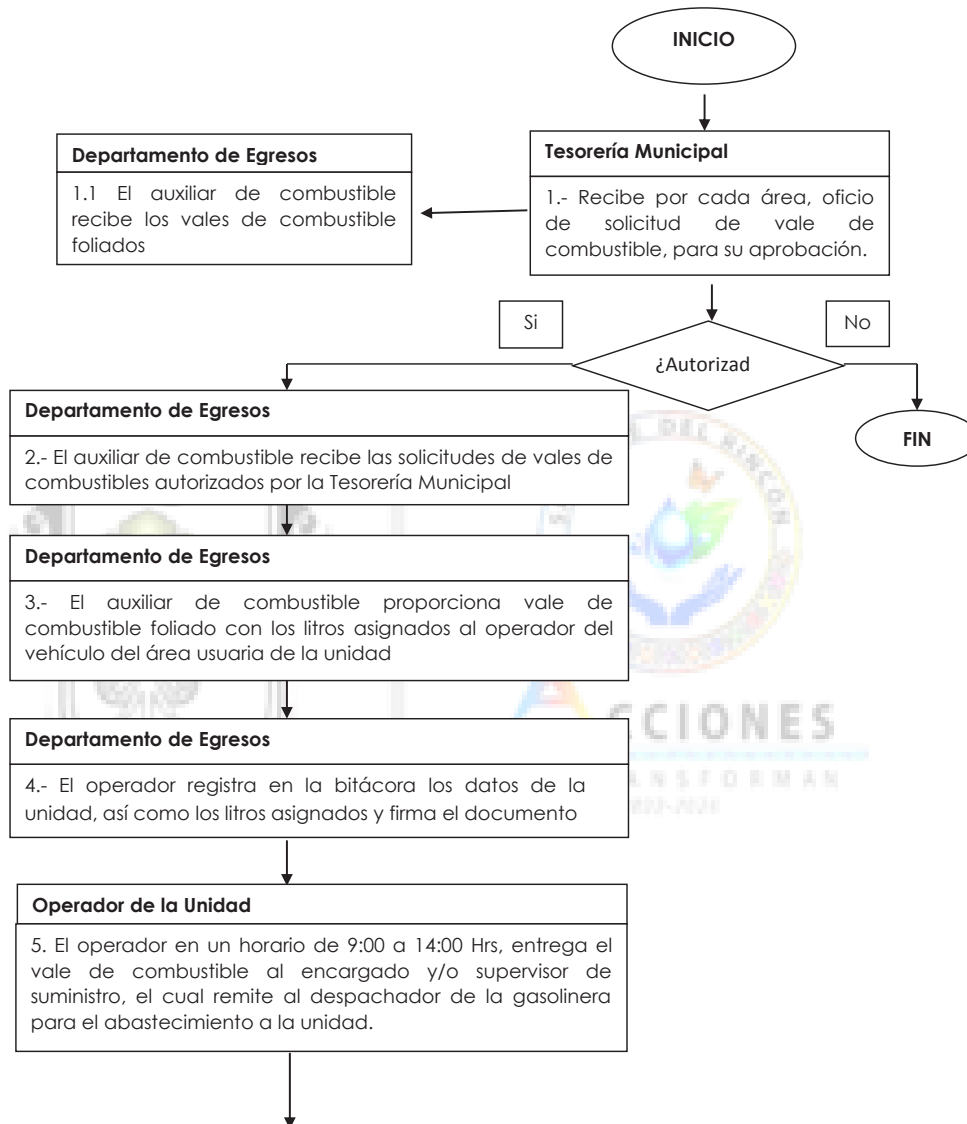 INICIO
Departamento de Egresos
1.1 El auxiliar de combustible
recibe los vales de combustible
foliados
Tesorería Municipal
1.- Recibe por cada área, oficio
de solicitud de vale de
combustible, para su aprobación.
Si
No
¿Autorizad
FIN
Departamento de Egresos
2.- El auxiliar de combustible recibe las solicitudes de vales de
combustibles autorizados por la Tesorería Municipal
Departamento de Egresos
3.- El auxiliar de combustible proporciona vale de
combustible foliado con los litros asignados al operador del
vehículo del área usuaria de la unidad
Departamento de Egresos
4.- El operador registra en la bitácora los datos de la
unidad, así como los litros asignados y firma el documento
Operador de la Unidad
5. El operador en un horario de 9:00 a 14:00 Hrs, entrega el
vale de combustible al encargado y/o supervisor de
suministro, el cual remite al despachador de la gasolinera
para el abastecimiento a la unidad.
DEL RINCON
ACCIONES